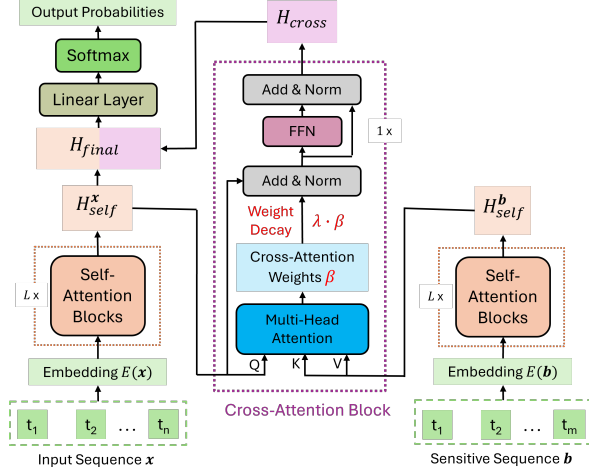 Output Probabilities
Softmax
Linear Layer
H_final
H^x_self
L x
Self-
Attention
Blocks
Embedding E(x)
t1 t2 ... tn
Input Sequence x
H_cross
Add & Norm
FFN
1 x
Add & Norm
Weight
Decay
λ · β
Cross-Attention
Weights β
Multi-Head
Attention
Q K V
Cross-Attention Block
H^b_self
L x
Self-
Attention
Blocks
Embedding E(b)
t1 t2 ... tm
Sensitive Sequence b